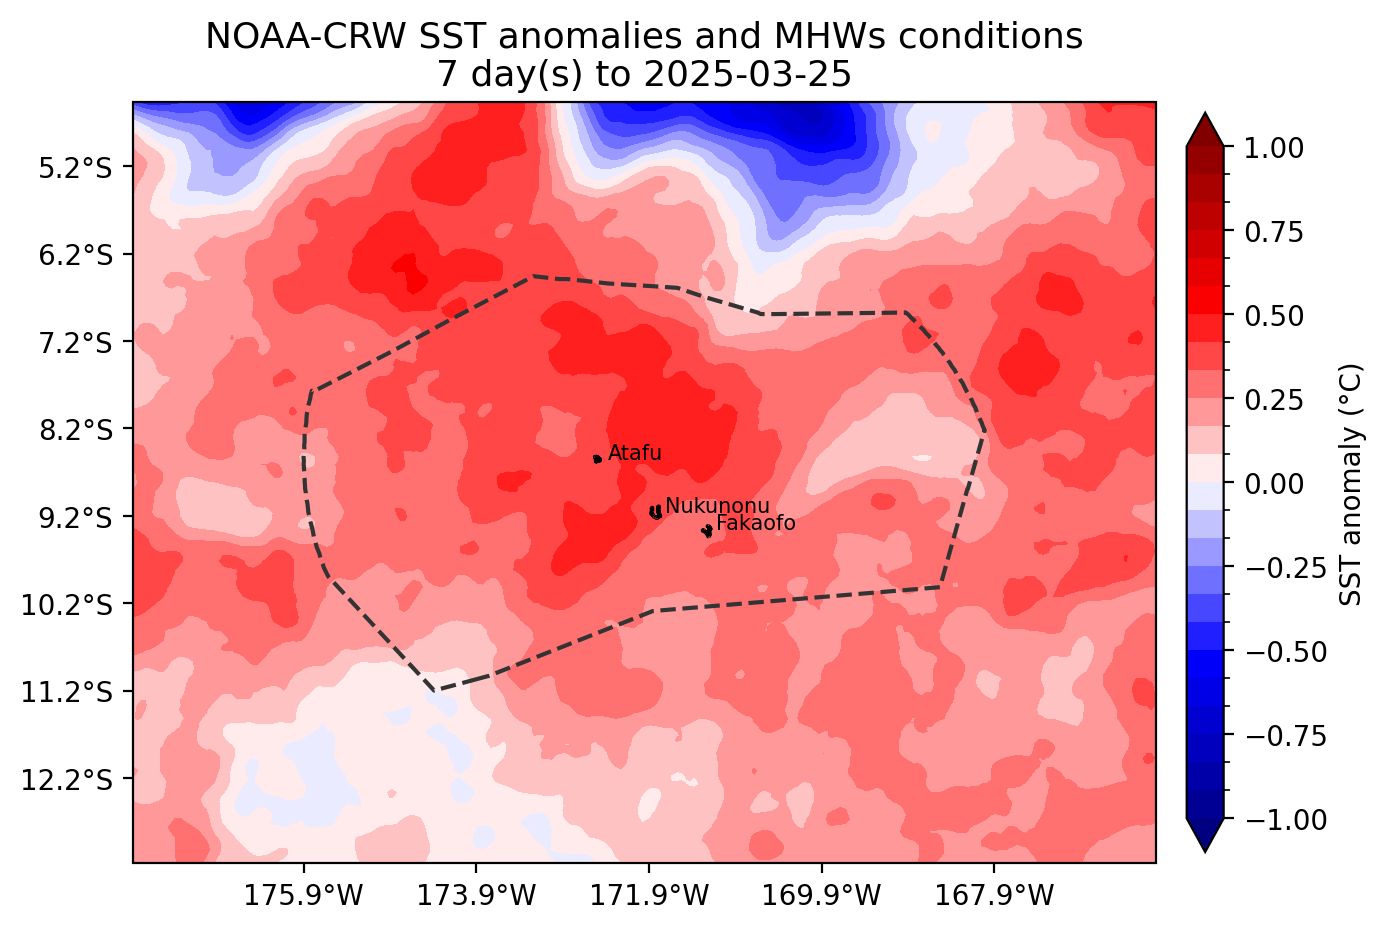 NOAA-CRW SST anomalies and MHWs conditions
7 day(s) to 2025-03-25
5.2°S
6.2°S
7.2°S
8.2°S
9.2°S
10.2°S
11.2°S
12.2°S
Atafu
Nukunonu
Fakaofo
175.9°W
173.9°W
171.9°W
169.9°W
167.9°W
1.00
0.75
0.50
0.25
0.00
−0.25
−0.50
−0.75
−1.00
SST anomaly (°C)